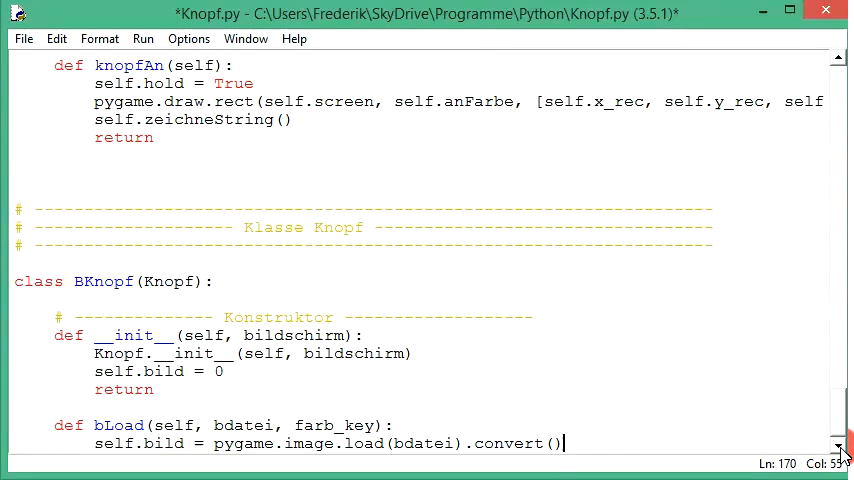 *Knopf.py - C:\Users\Frederik\SkyDrive\Programme\Python\Knopf.py (3.5.1)*
File Edit Format Run Options Window Help
def knopfAn(self):
self.hold = True
pygame.draw.rect(self.screen, self.anFarbe, [self.x_rec, self.y_rec, self
self.zeichneString()
return
# --------------------------------------------------------------------
# -------------------- Klasse Knopf ----------------------------------
# --------------------------------------------------------------------
class BKnopf(Knopf):
# -------------- Konstruktor -------------------
def __init__(self, bildschirm):
Knopf.__init__(self, bildschirm)
self.bild = 0
return
def bLoad(self, bdatei, farb_key):
self.bild = pygame.image.load(bdatei).convert()
Ln: 170 Col: 55